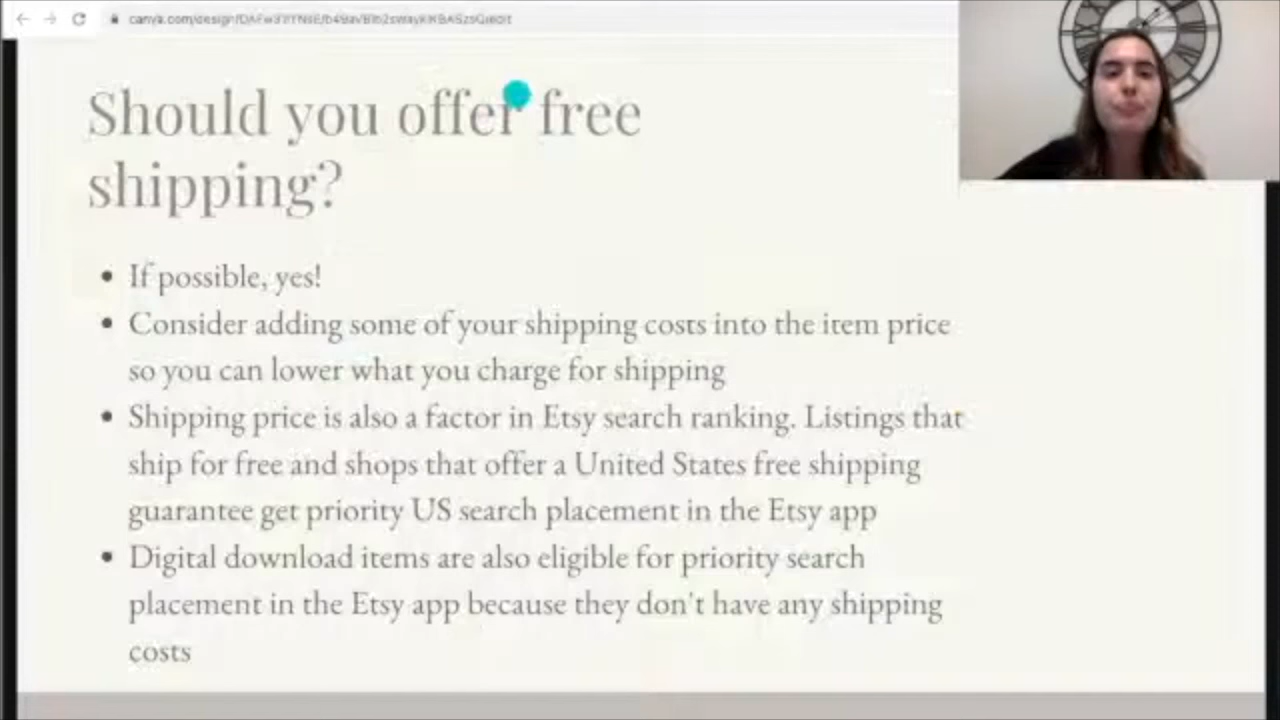 Should you offer free
shipping?
If possible, yes!
Consider adding some of your shipping costs into the item price
so you can lower what you charge for shipping
Shipping price is also a factor in Etsy search ranking. Listings that
ship for free and shops that offer a United States free shipping
guarantee get priority US search placement in the Etsy app
Digital download items are also eligible for priority search
placement in the Etsy app because they don't have any shipping
costs